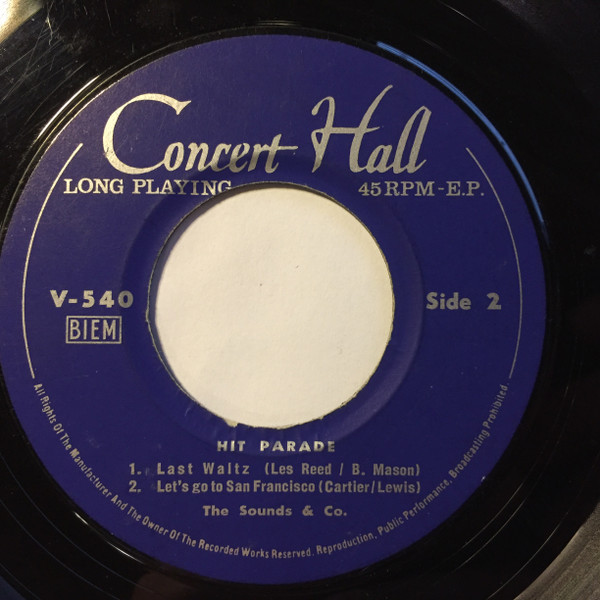 Concert Hall
LONG PLAYING 45RPM-E.P.
V-540 Side 2
BIEM
HIT PARADE
1. Last Waltz (Les Reed / B. Mason)
2. Let's go to San Francisco (Cartier/Lewis)
The Sounds & Co.
All Rights Of The Manufacturer And The Owner Of The Recorded Works Reserved. Reproduction, Public Performance, Broadcasting Prohibited